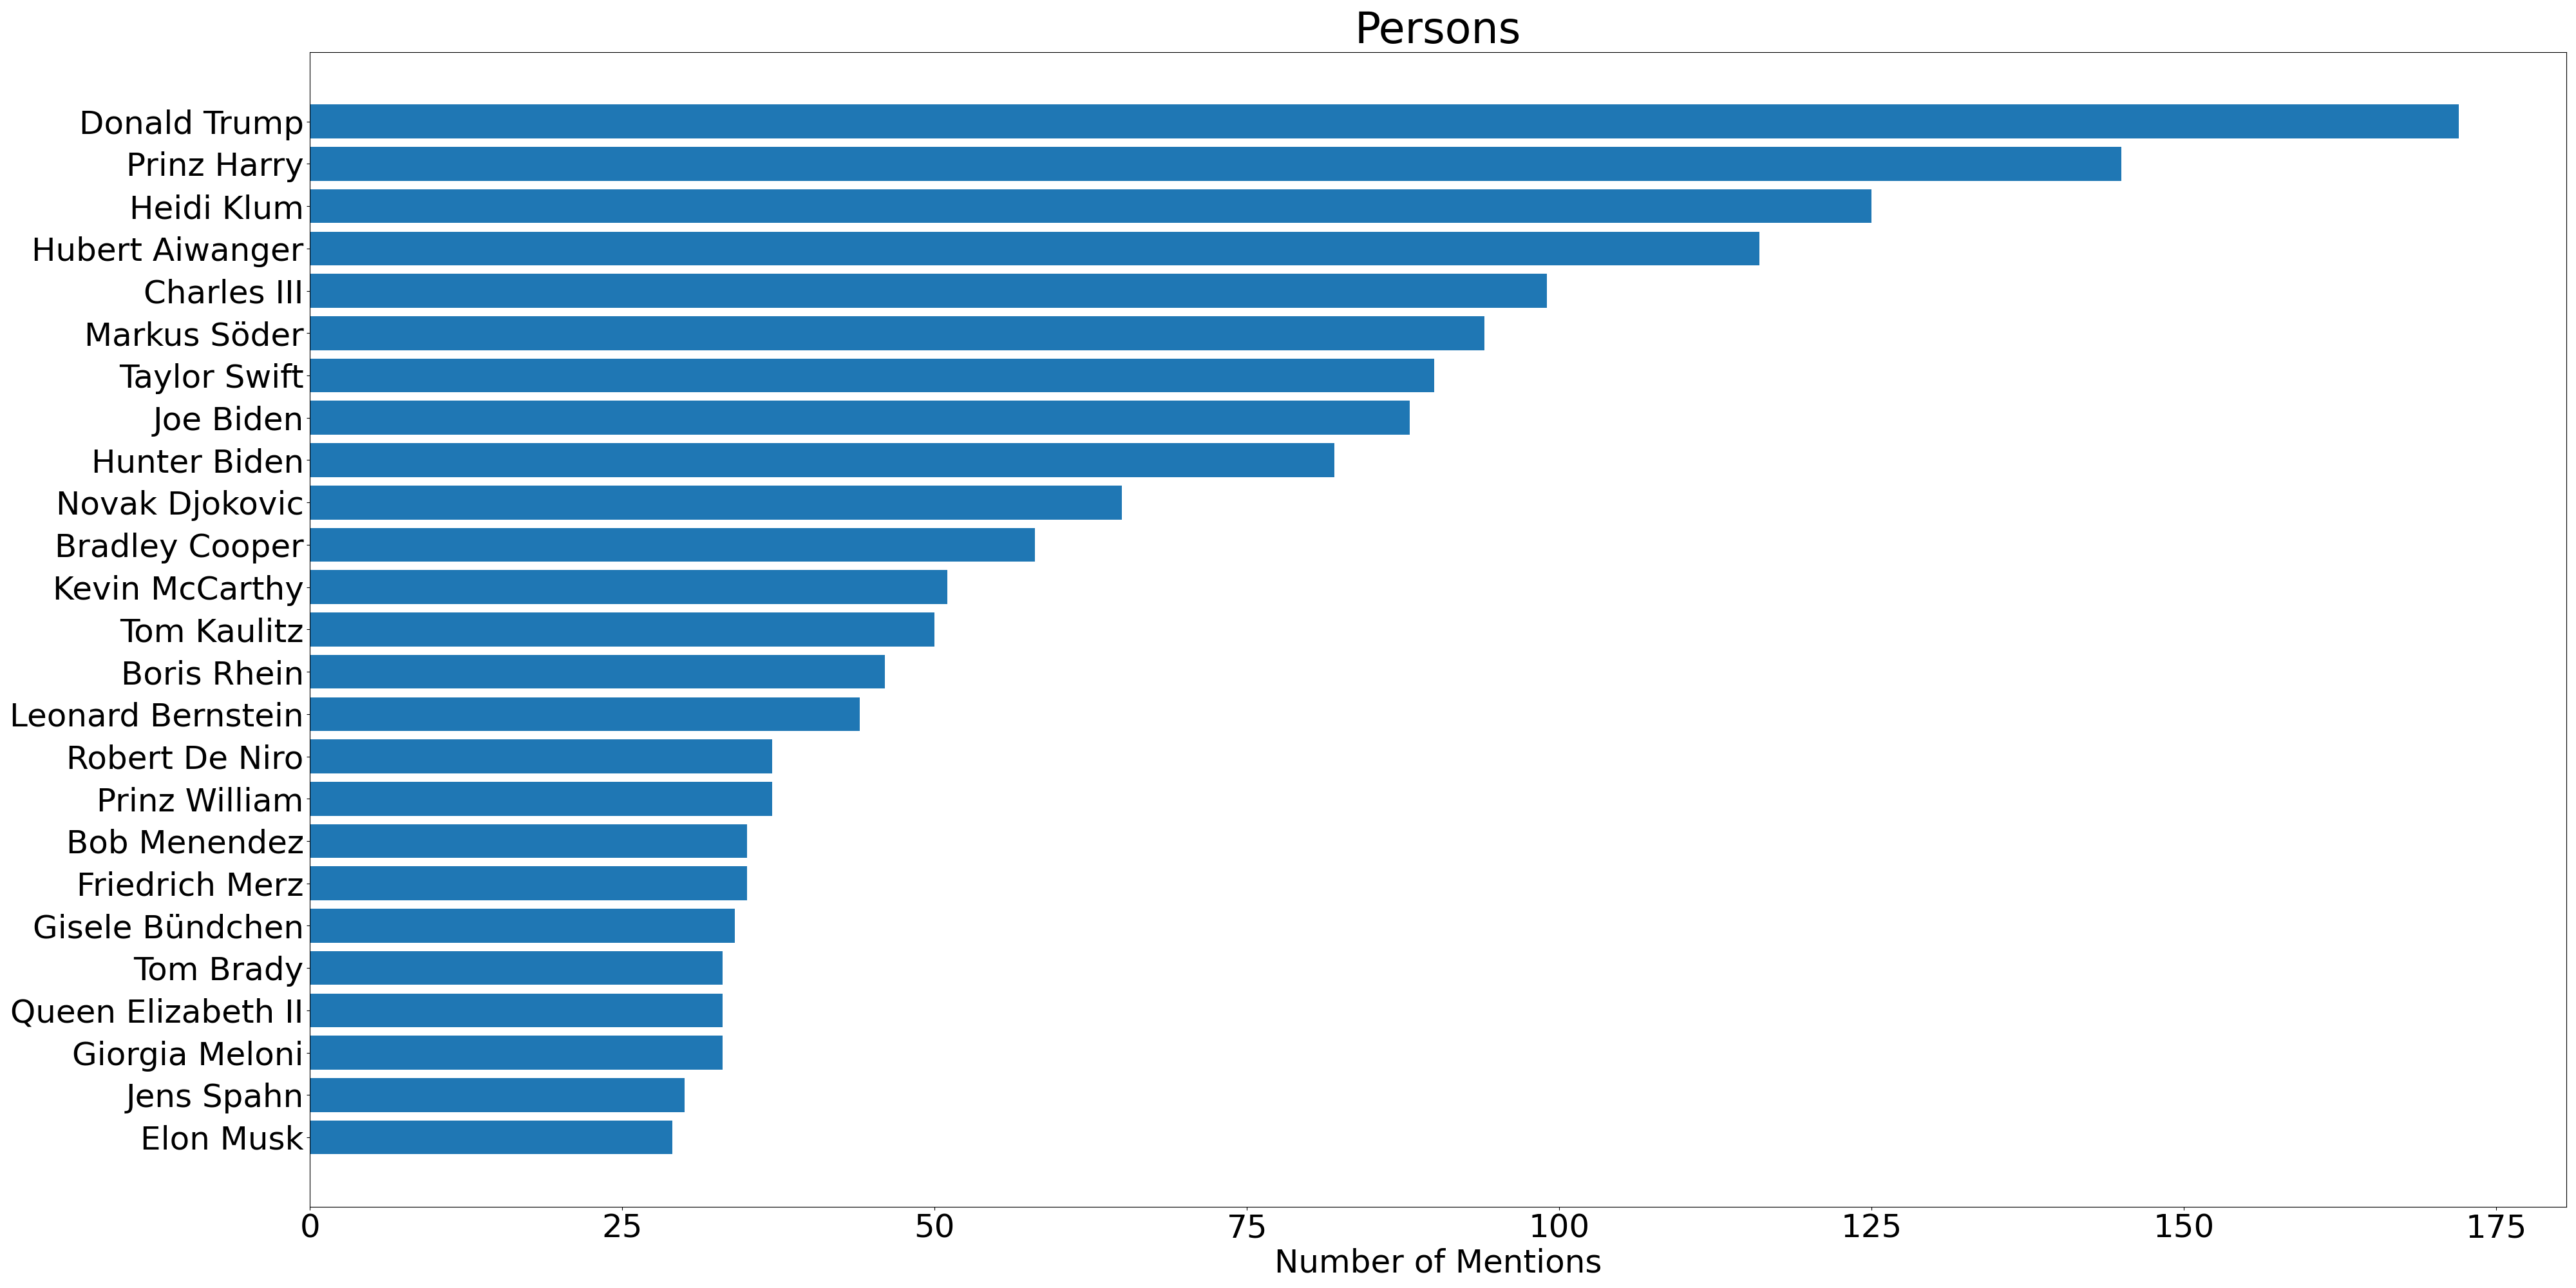 Persons
Donald Trump
Prinz Harry
Heidi Klum
Hubert Aiwanger
Charles III
Markus Söder
Taylor Swift
Joe Biden
Hunter Biden
Novak Djokovic
Bradley Cooper
Kevin McCarthy
Tom Kaulitz
Boris Rhein
Leonard Bernstein
Robert De Niro
Prinz William
Bob Menendez
Friedrich Merz
Gisele Bündchen
Tom Brady
Queen Elizabeth II
Giorgia Meloni
Jens Spahn
Elon Musk
0 25 50 75 100 125 150 175
Number of Mentions